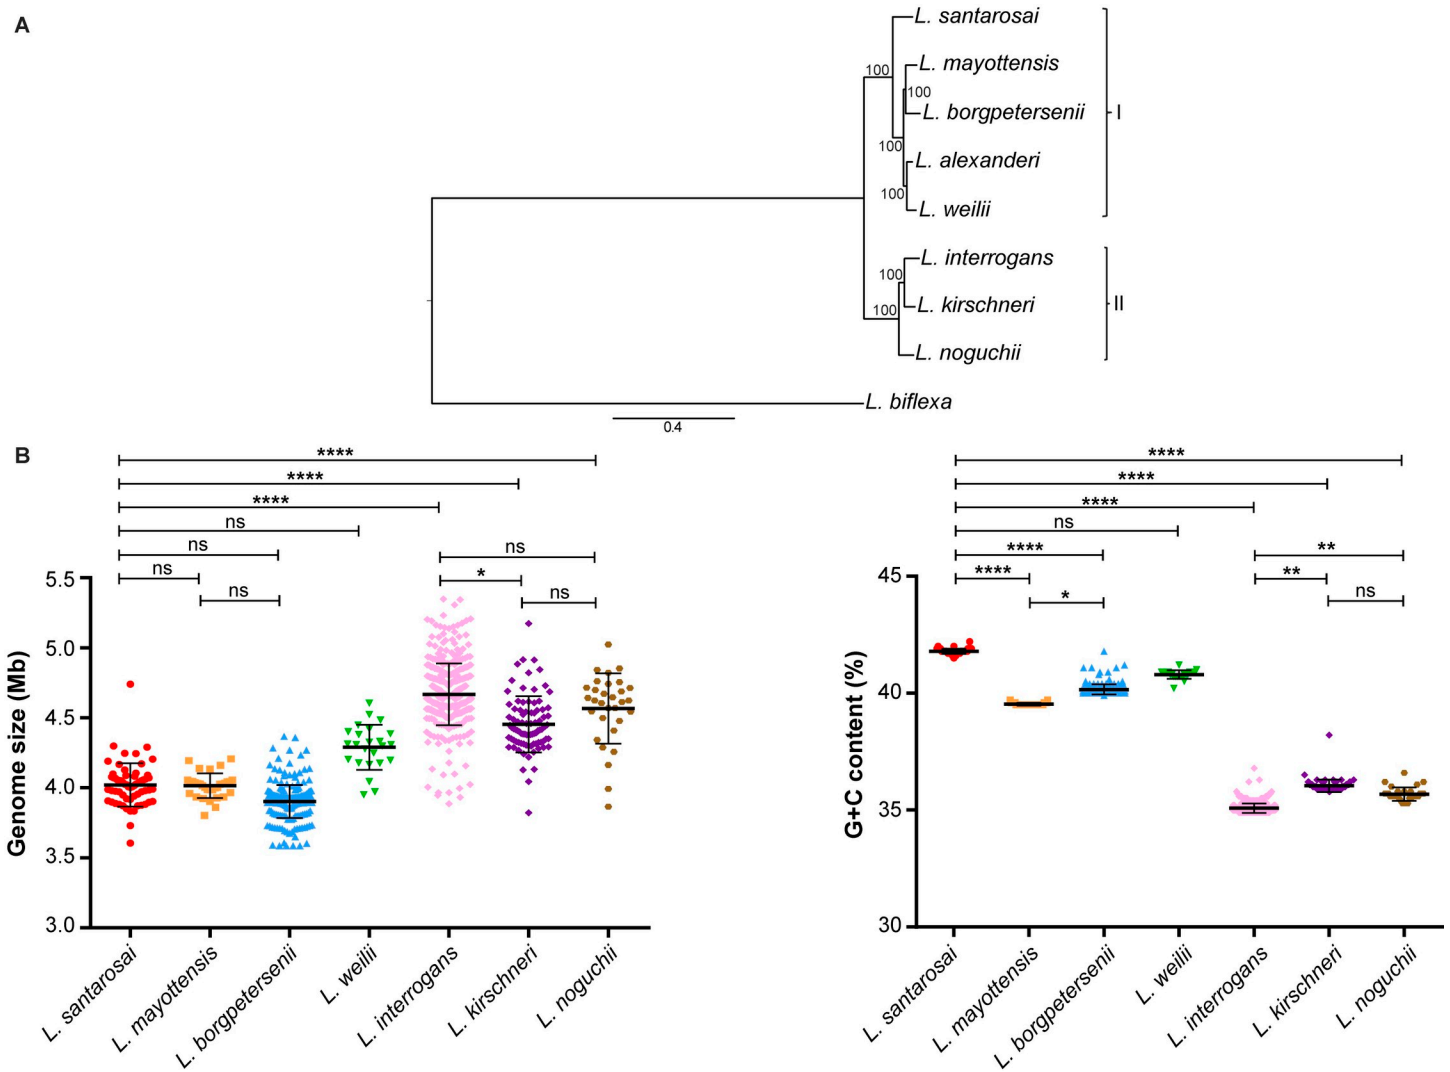 A
L. santarosai
L. mayottensis
L. borgpetersenii
L. alexanderi
L. weilii
L. interrogans
L. kirschneri
L. noguchii
L. biflexa
100
100
100
100
100
100
I
II
0.4
B
****
****
****
ns
ns
ns
ns
ns
*
ns
Genome size (Mb)
5.5
5.0
4.5
4.0
3.5
3.0
L. santarosai
L. mayottensis
L. borgpetersenii
L. weilii
L. interrogans
L. kirschneri
L. noguchii
****
****
****
ns
****
****
*
**
**
ns
G+C content (%)
45
40
35
30
L. santarosai
L. mayottensis
L. borgpetersenii
L. weilii
L. interrogans
L. kirschneri
L. noguchii